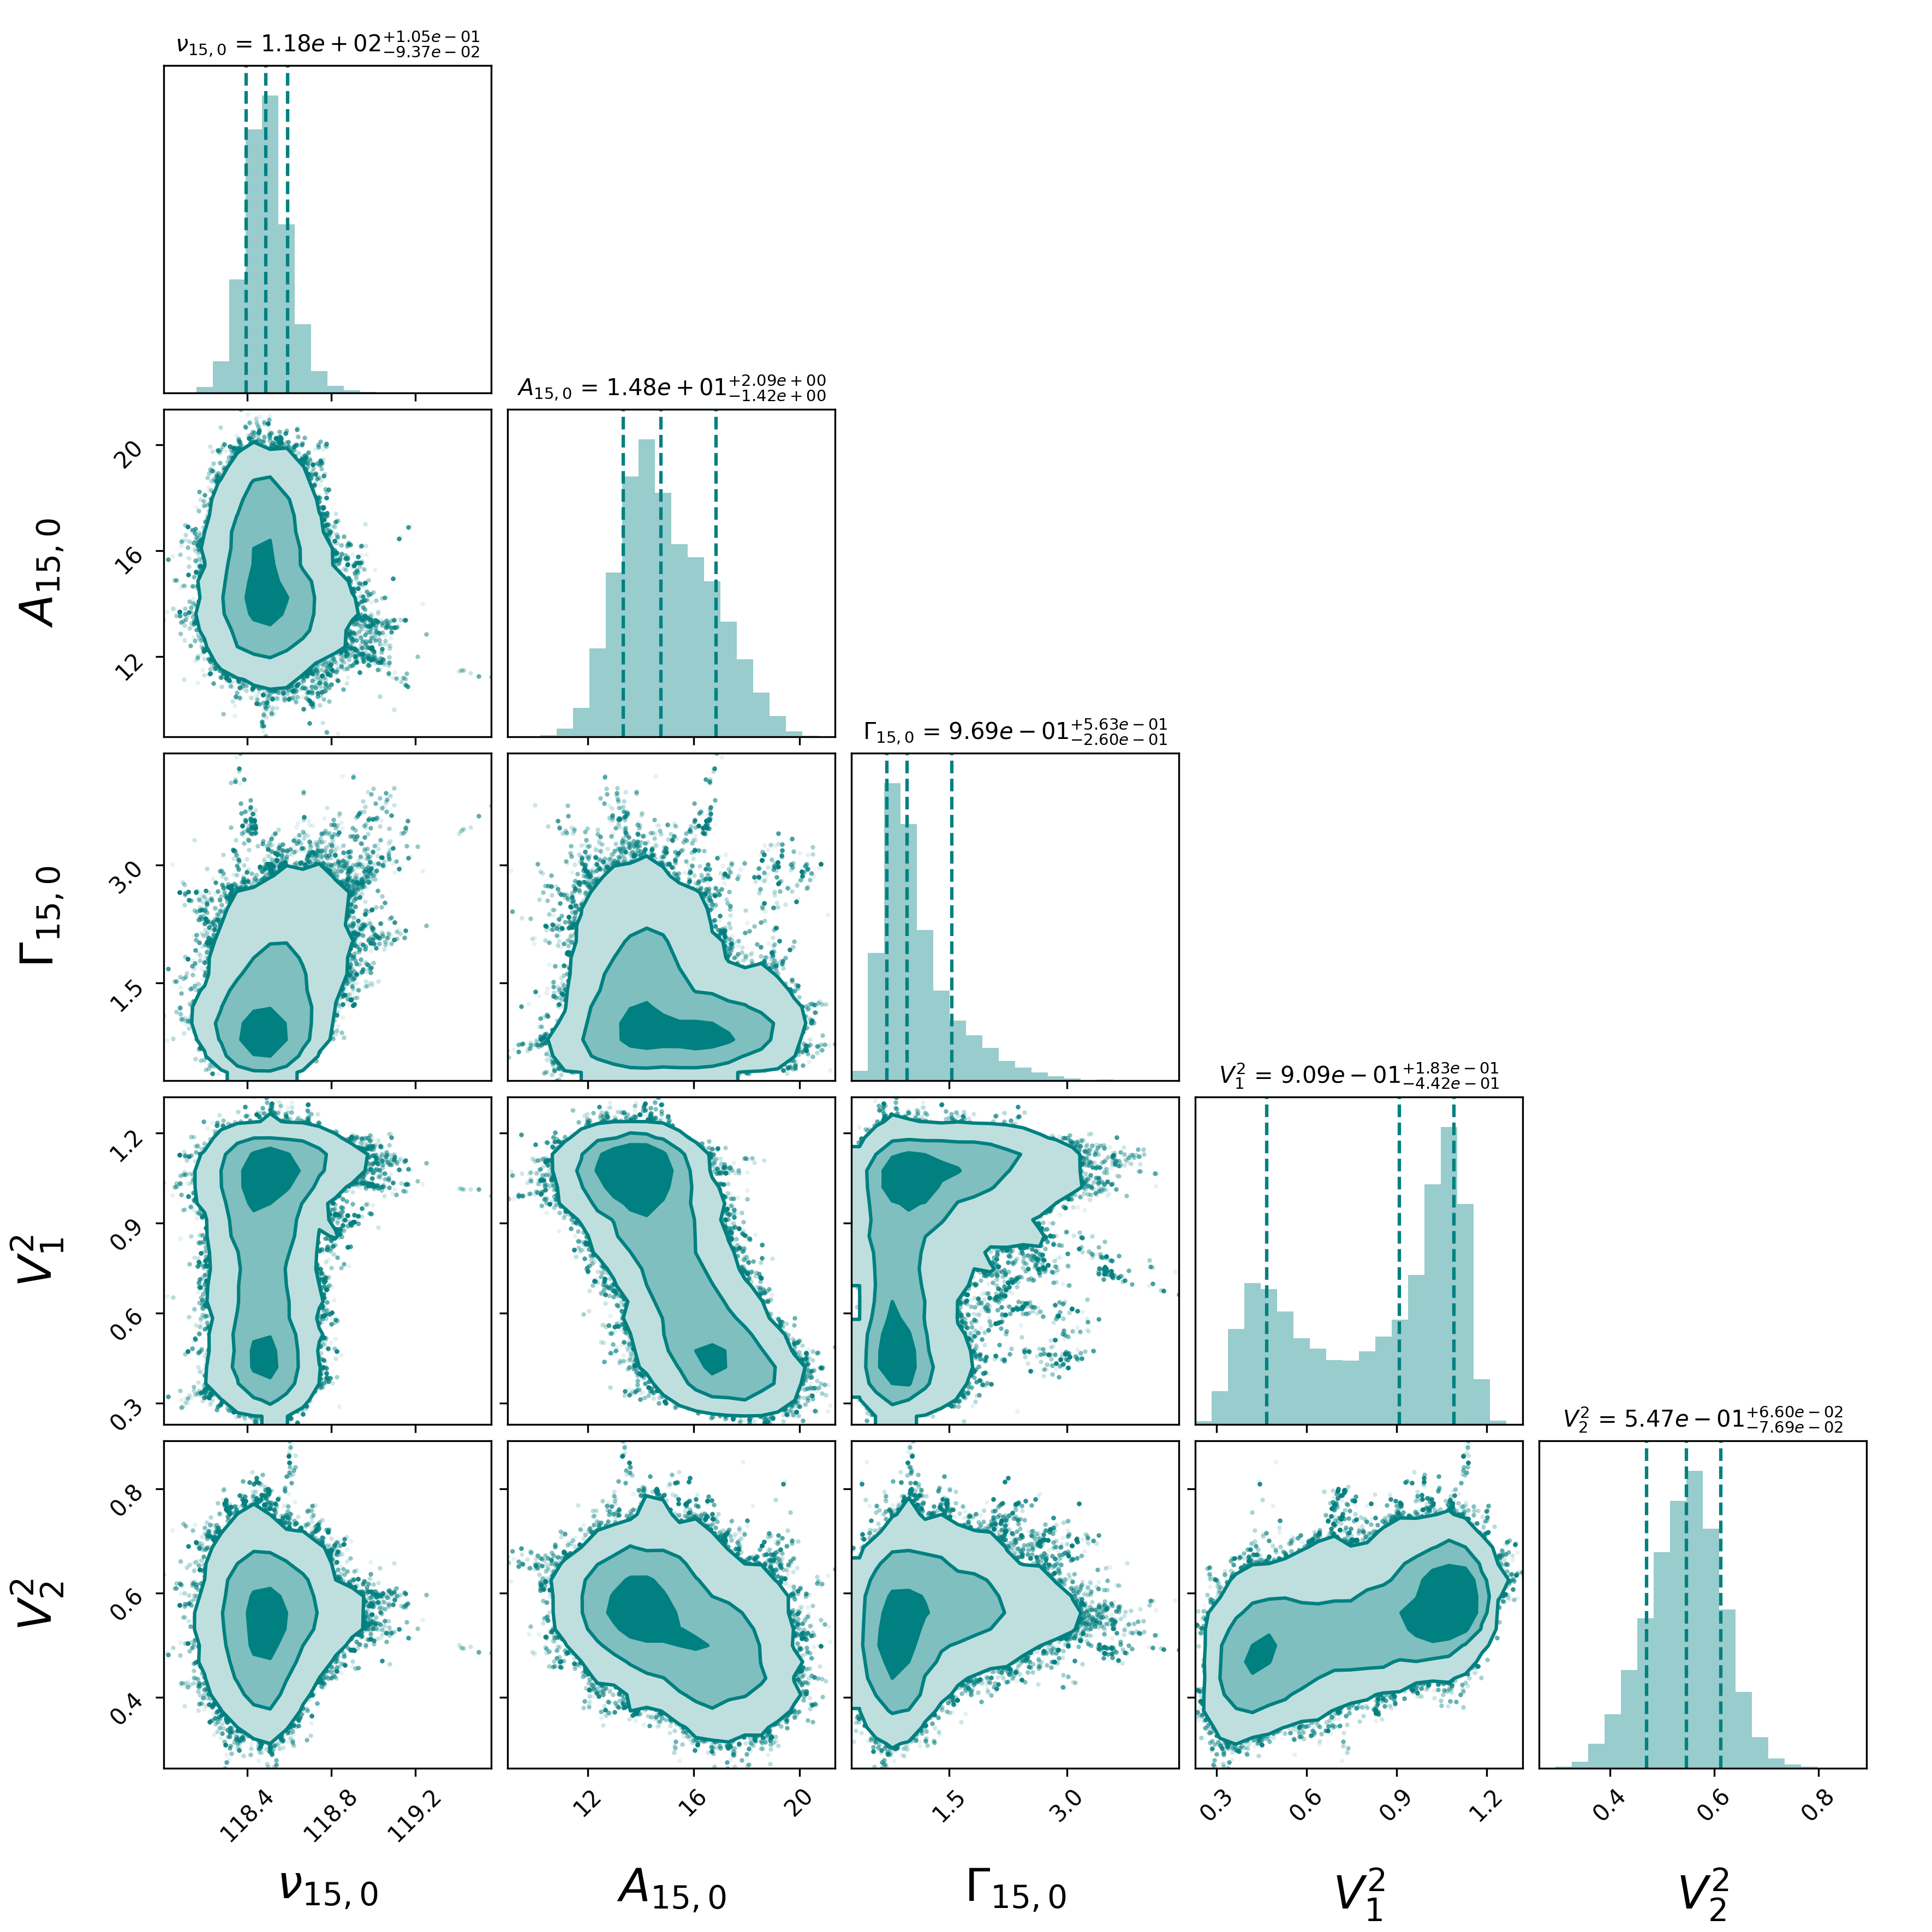 ν15, 0 = 1.18e + 02+1.05e − 01 −9.37e − 02
A15, 0 = 1.48e + 01+2.09e + 00 −1.42e + 00
20
16
12
A15, 0
Γ15, 0 = 9.69e − 01+5.63e − 01 −2.60e − 01
3.0
1.5
Γ15, 0
V21 = 9.09e − 01+1.83e − 01 −4.42e − 01
1.2
0.9
0.6
0.3
V21
V22 = 5.47e − 01+6.60e − 02 −7.69e − 02
0.8
0.6
0.4
V22
118.4 118.8 119.2 12 16 20 1.5 3.0 0.3 0.6 0.9 1.2 0.4 0.6 0.8
ν15, 0 A15, 0 Γ15, 0 V21 V22